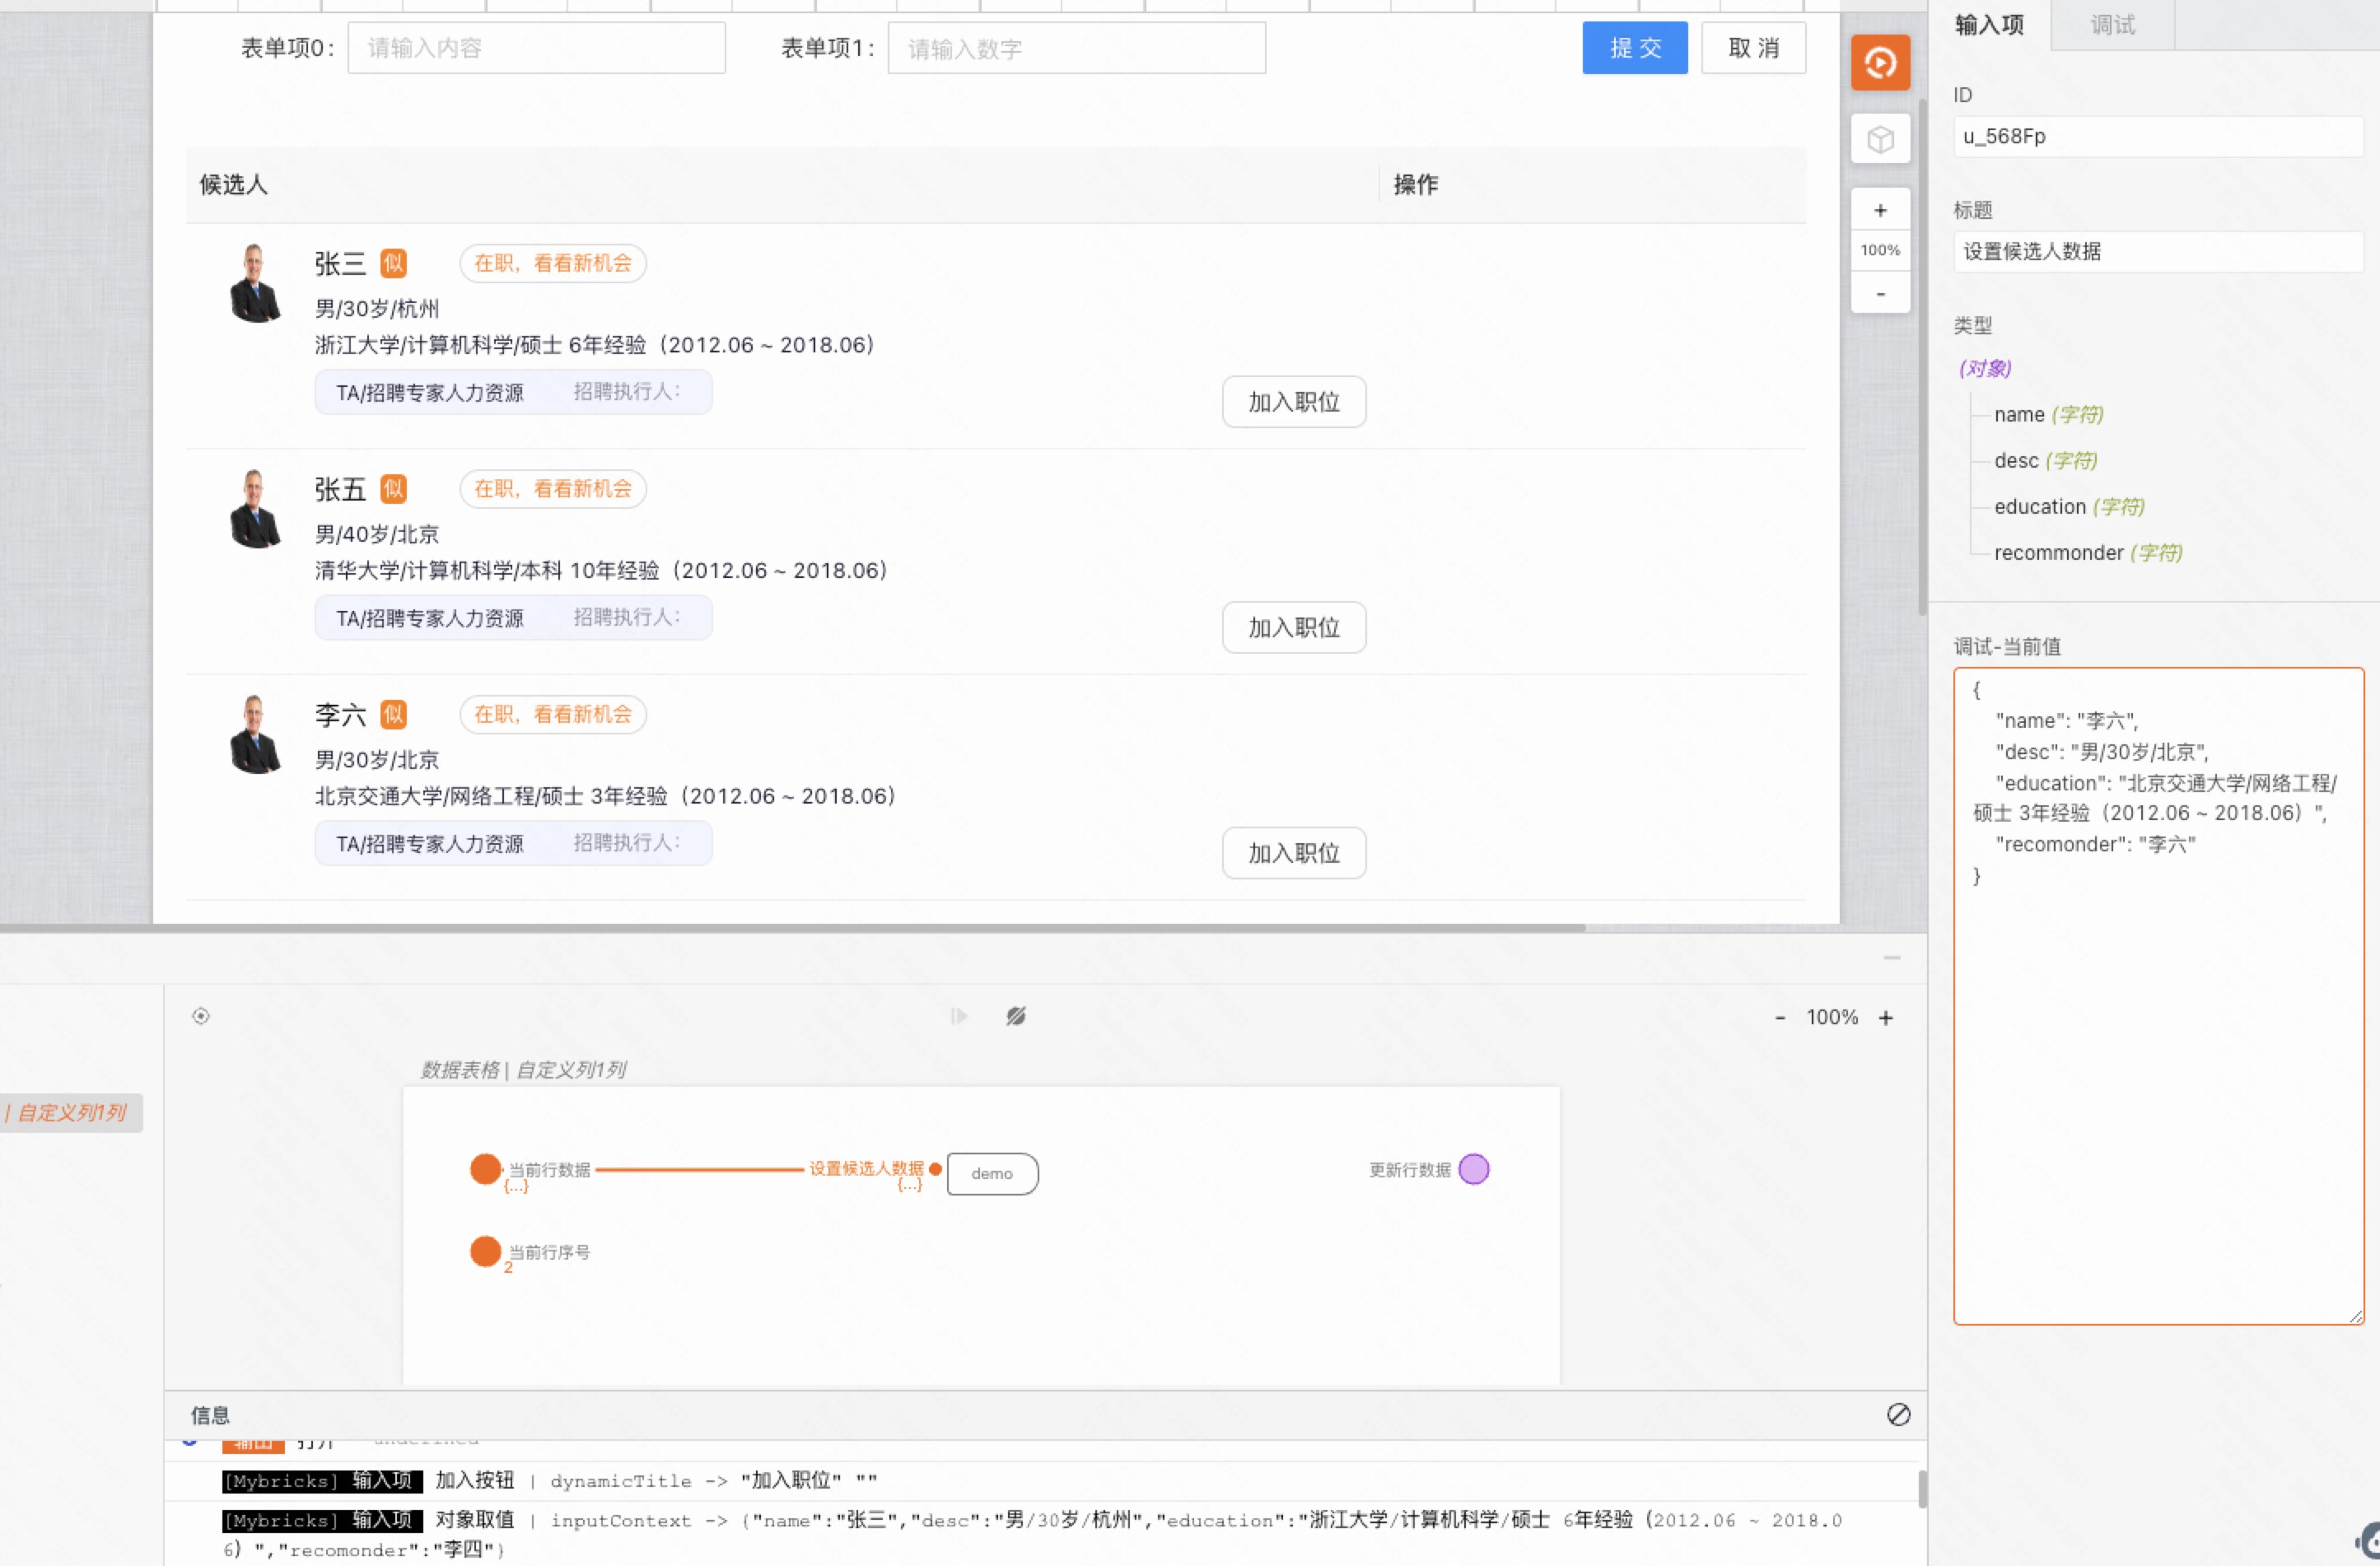 表单项0：
请输入内容
表单项1：
请输入数字
提 交
取 消
候选人
操作
张三 似 在职，看看新机会
男/30岁/杭州
浙江大学/计算机科学/硕士 6年经验（2012.06 ~ 2018.06）
TA/招聘专家人力资源 招聘执行人：
加入职位
张五 似 在职，看看新机会
男/40岁/北京
清华大学/计算机科学/本科 10年经验（2012.06 ~ 2018.06）
TA/招聘专家人力资源 招聘执行人：
加入职位
李六 似 在职，看看新机会
男/30岁/北京
北京交通大学/网络工程/硕士 3年经验（2012.06 ~ 2018.06）
TA/招聘专家人力资源 招聘执行人：
加入职位
+
100%
-
输入项
调试
ID
u_568Fp
标题
设置候选人数据
类型
(对象)
name (字符)
desc (字符)
education (字符)
recommonder (字符)
调试-当前值
{
"name": "李六",
"desc": "男/30岁/北京",
"education": "北京交通大学/网络工程/
硕士 3年经验（2012.06 ~ 2018.06）",
"recomonder": "李六"
}
- 100% +
数据表格 | 自定义列1列
| 自定义列1列
当前行数据
{...}
设置候选人数据
{...}
demo
更新行数据
当前行序号
2
信息
[Mybricks] 输入项 加入按钮 | dynamicTitle -> "加入职位" ""
[Mybricks] 输入项 对象取值 | inputContext -> {"name":"张三","desc":"男/30岁/杭州","education":"浙江大学/计算机科学/硕士 6年经验（2012.06 ~ 2018.0
6）","recomonder":"李四"}